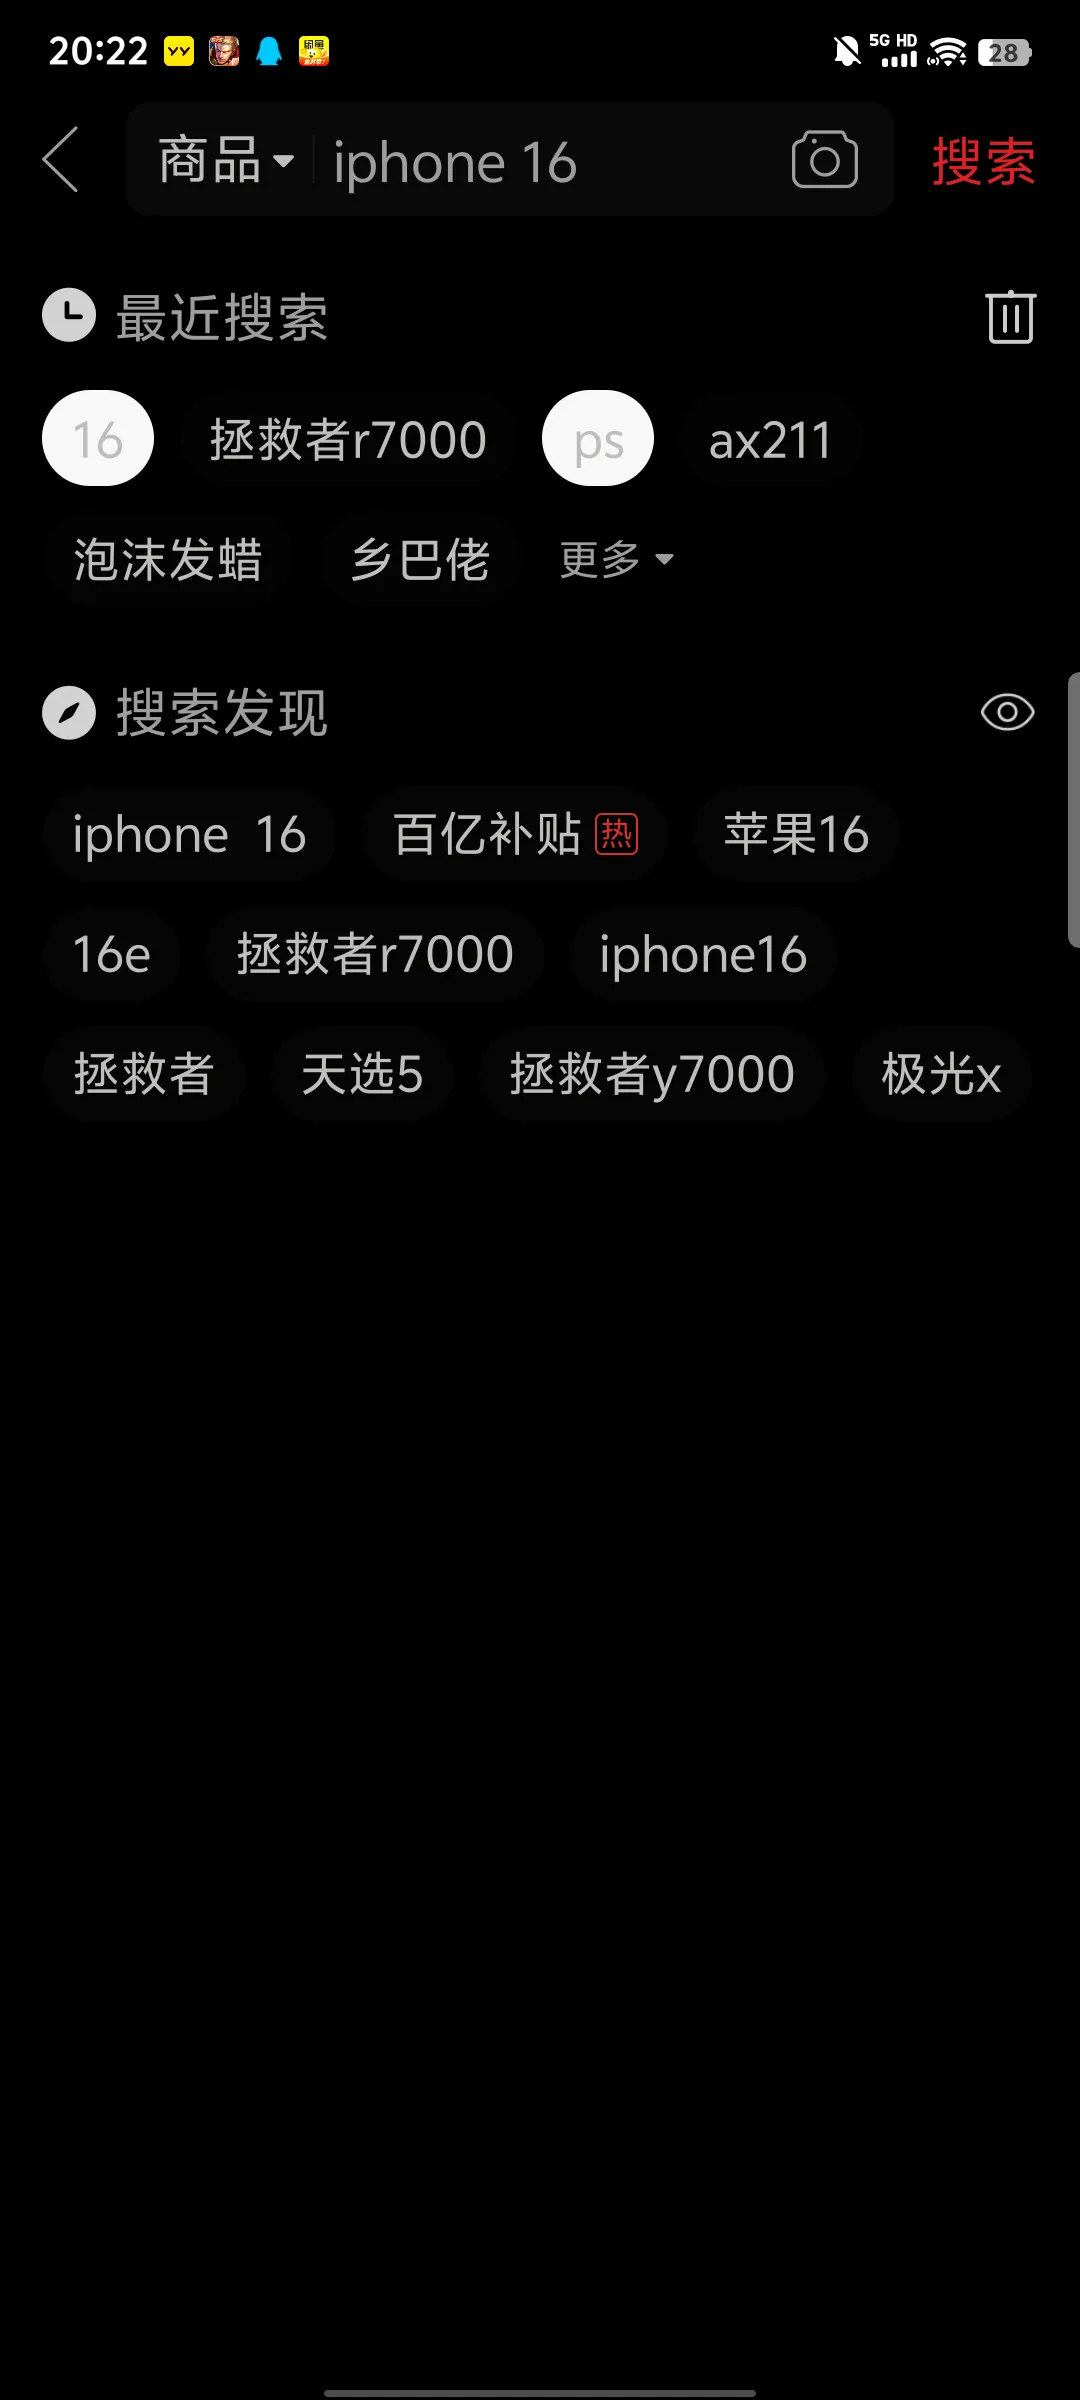 20:22 5G HD 28
商品 iphone 16 搜索
最近搜索
16 拯救者r7000 ps ax211
泡沫发蜡 乡巴佬 更多
搜索发现
iphone 16 百亿补贴 热 苹果16
16e 拯救者r7000 iphone16
拯救者 天选5 拯救者y7000 极光x